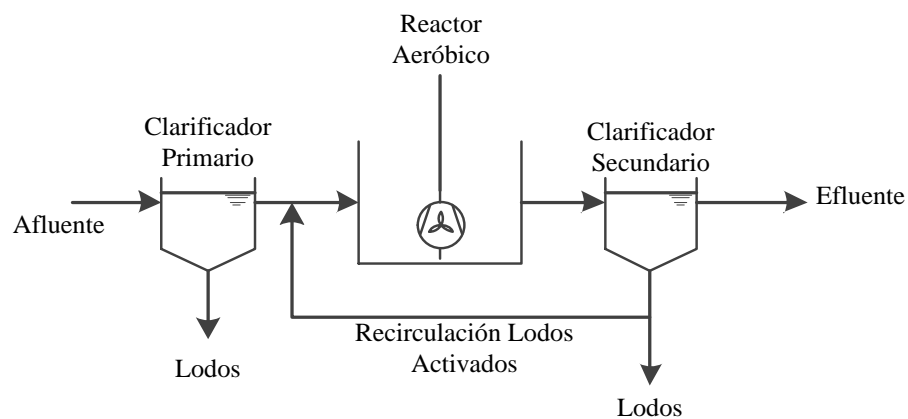 Reactor
Aeróbico
Clarificador
Primario
Clarificador
Secundario
Afluente
Efluente
Recirculación Lodos
Activados
Lodos
Lodos